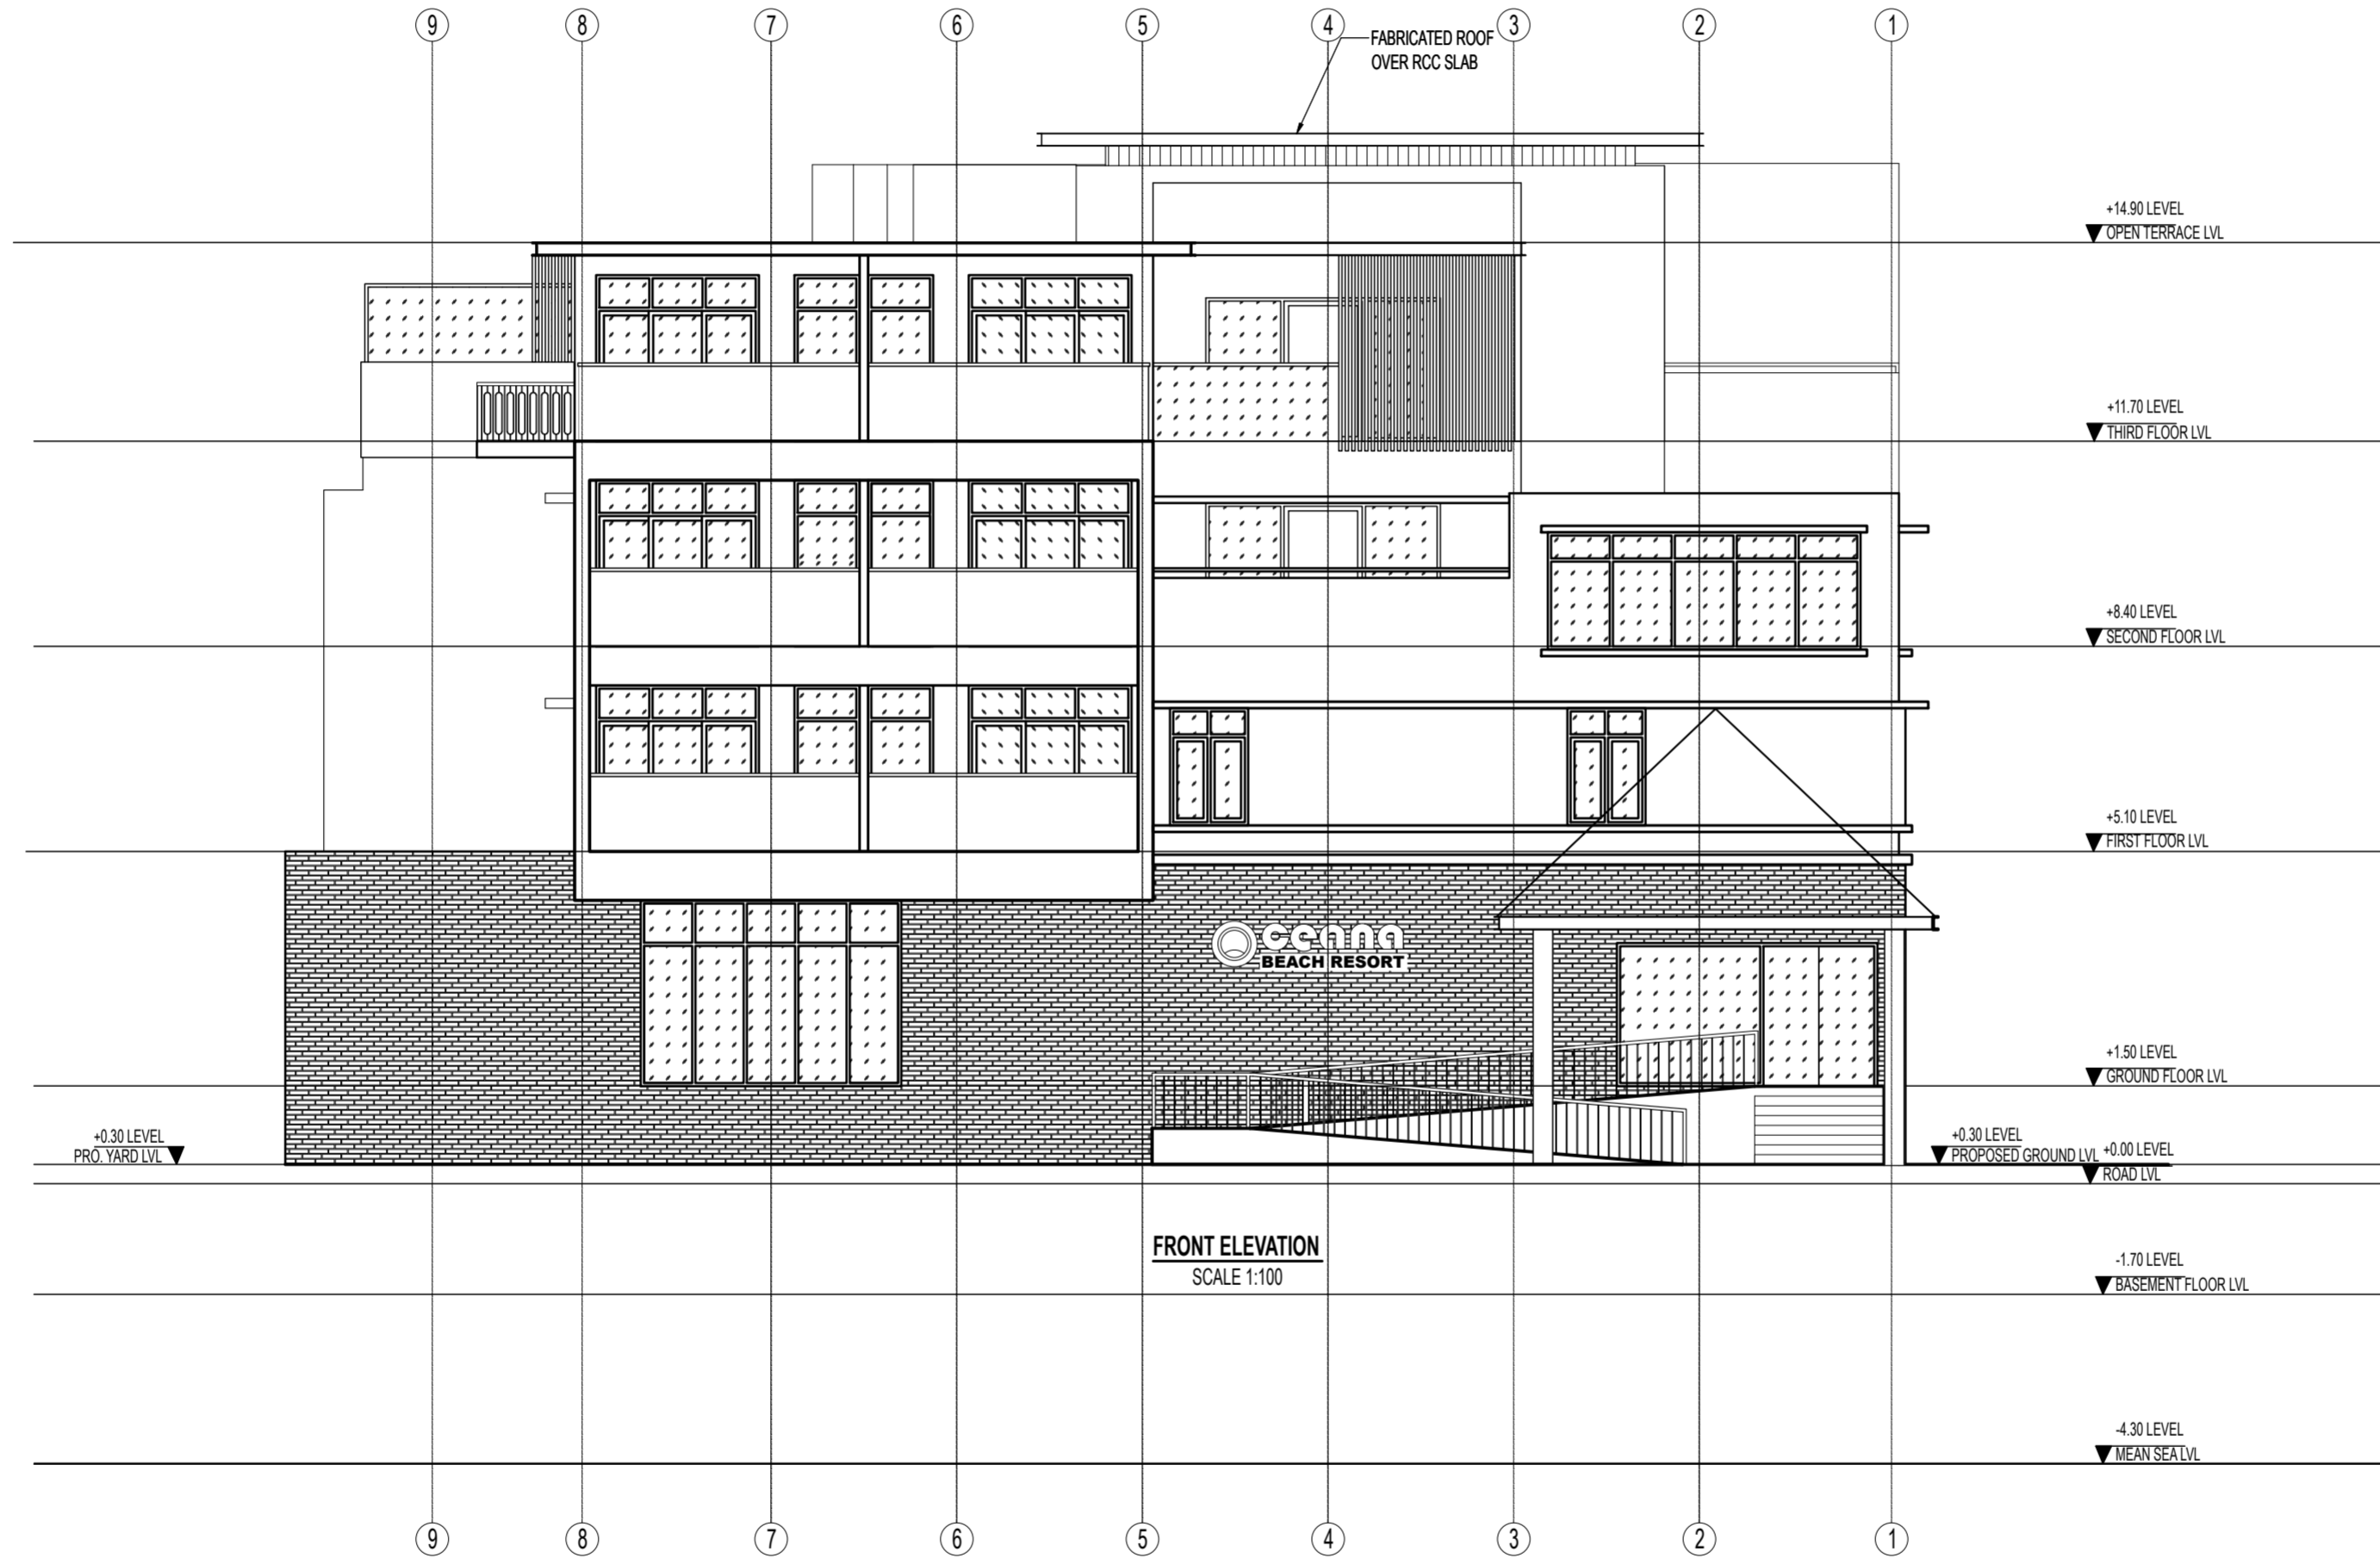 9 8 7 6 5 4 3 2 1
FABRICATED ROOF
OVER RCC SLAB
+14.90 LEVEL
OPEN TERRACE LVL
+11.70 LEVEL
THIRD FLOOR LVL
+8.40 LEVEL
SECOND FLOOR LVL
+5.10 LEVEL
FIRST FLOOR LVL
cenna
BEACH RESORT
+1.50 LEVEL
GROUND FLOOR LVL
+0.30 LEVEL
PRO. YARD LVL
+0.30 LEVEL
PROPOSED GROUND LVL
+0.00 LEVEL
ROAD LVL
FRONT ELEVATION
SCALE 1:100
-1.70 LEVEL
BASEMENT FLOOR LVL
-4.30 LEVEL
MEAN SEA LVL
9 8 7 6 5 4 3 2 1